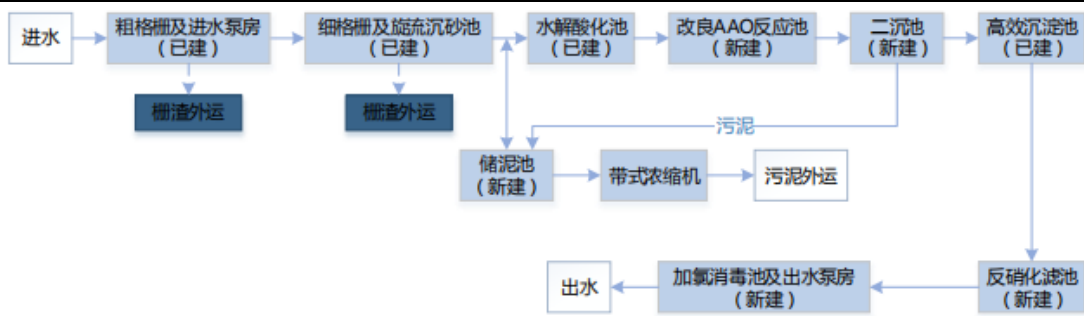 进水
粗格栅及进水泵房
（已建）
细格栅及旋流沉砂池
（已建）
水解酸化池
（已建）
改良AAO反应池
（新建）
二沉池
（新建）
高效沉淀池
（已建）
栅渣外运
栅渣外运
污泥
储泥池
（新建）
带式浓缩机
污泥外运
出水
加氯消毒池及出水泵房
（新建）
反硝化滤池
（新建）